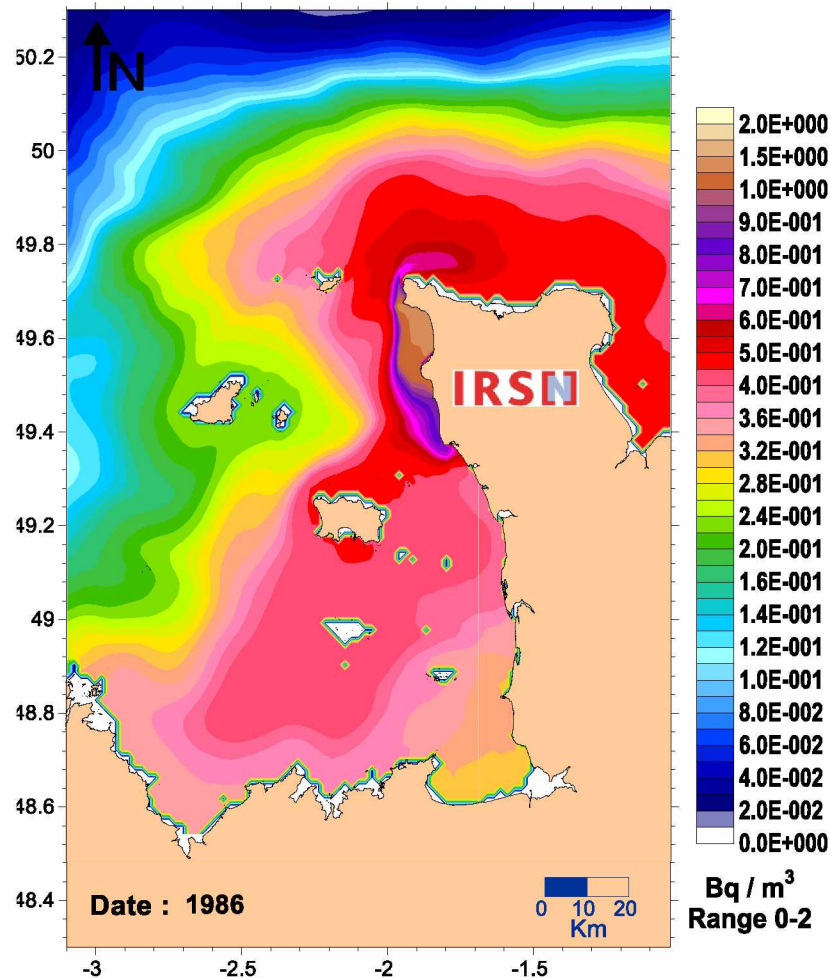 50.2
50
49.8
49.6
49.4
49.2
49
48.8
48.6
48.4
N
IRSN
Date : 1986
0 10 20
Km
-3 -2.5 -2 -1.5
2.0E+000
1.5E+000
1.0E+000
9.0E-001
8.0E-001
7.0E-001
6.0E-001
5.0E-001
4.0E-001
3.6E-001
3.2E-001
2.8E-001
2.4E-001
2.0E-001
1.6E-001
1.2E-001
1.0E-001
8.0E-002
6.0E-002
4.0E-002
2.0E-002
0.0E+000
Bq / m³
Range 0-2